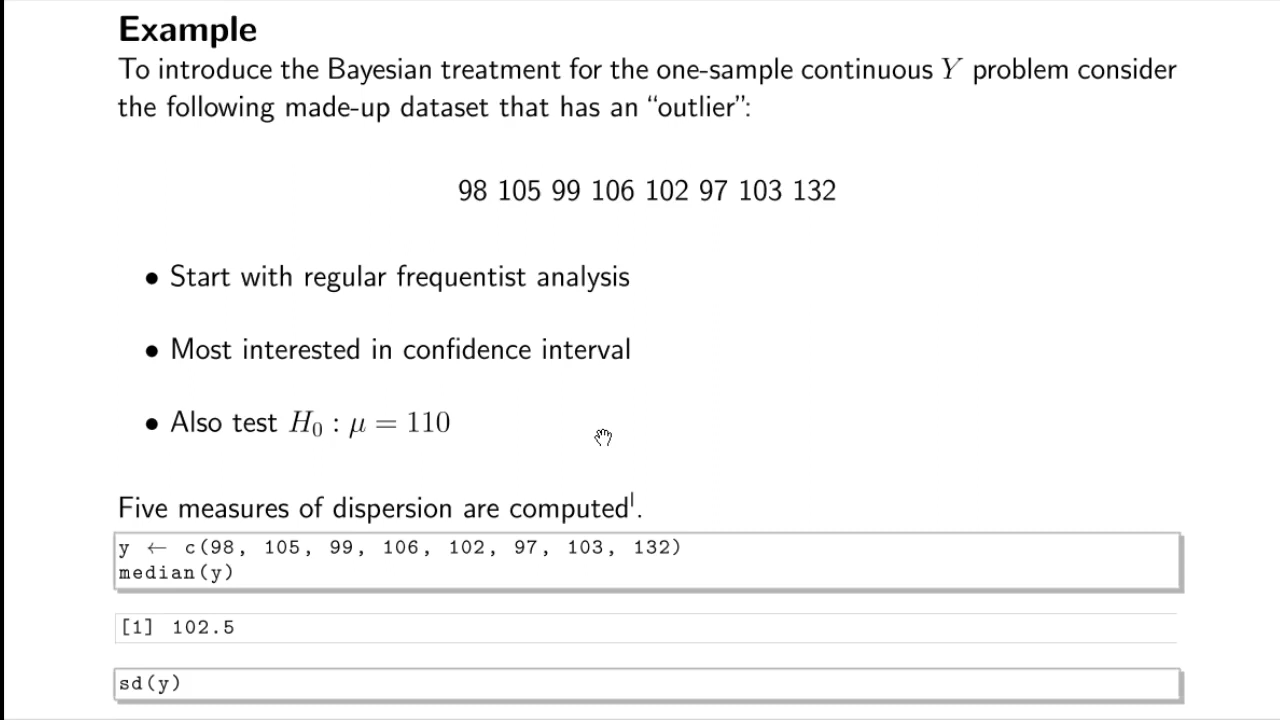 Example
To introduce the Bayesian treatment for the one-sample continuous Y problem consider
the following made-up dataset that has an “outlier”:
98 105 99 106 102 97 103 132
• Start with regular frequentist analysis
• Most interested in confidence interval
• Also test H₀ : μ = 110
Five measures of dispersion are computedˡ.
y ← c(98, 105, 99, 106, 102, 97, 103, 132)
median(y)
[1] 102.5
sd(y)